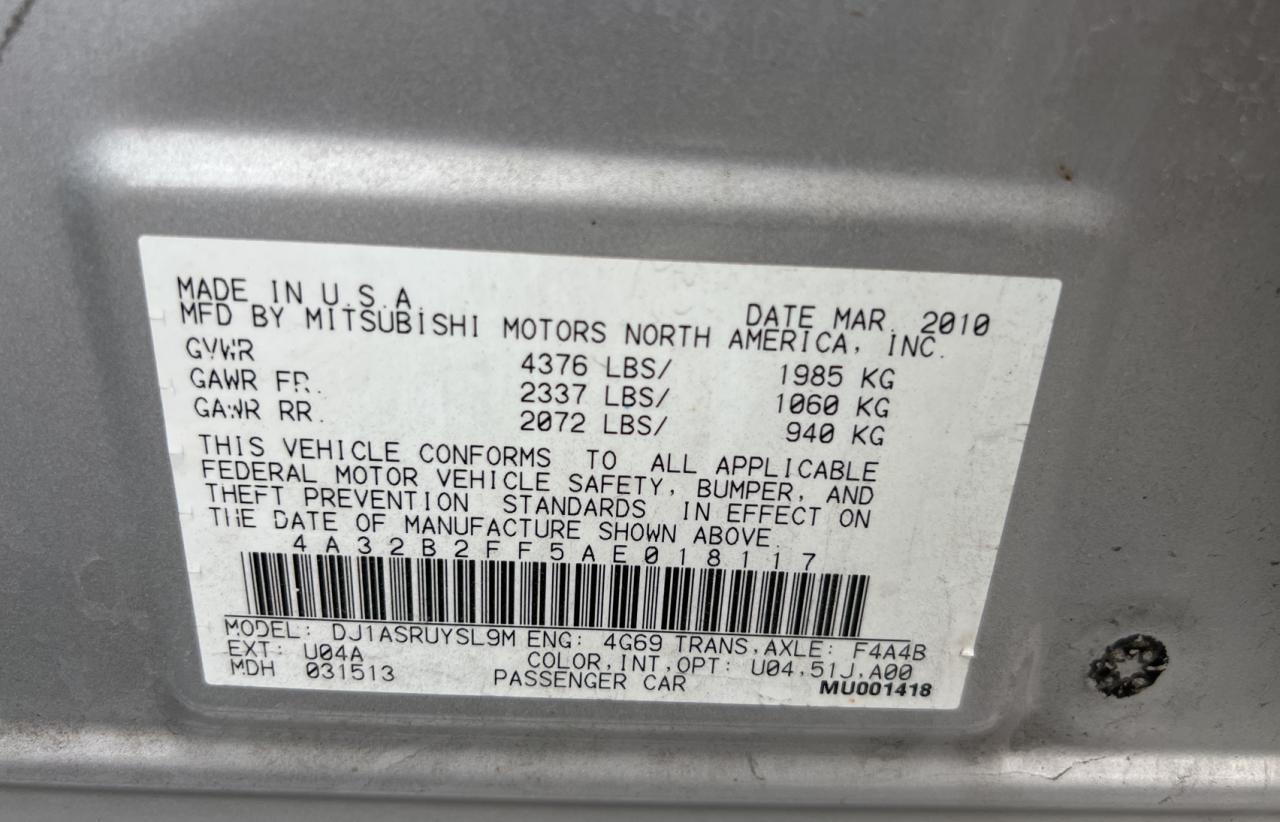 MADE IN U.S.A.
DATE MAR. 2010
MFD BY MITSUBISHI MOTORS NORTH AMERICA, INC.
GVWR 4376 LBS/ 1985 KG
GAWR FR. 2337 LBS/ 1060 KG
GAWR RR. 2072 LBS/ 940 KG
THIS VEHICLE CONFORMS TO ALL APPLICABLE
FEDERAL MOTOR VEHICLE SAFETY, BUMPER, AND
THEFT PREVENTION STANDARDS IN EFFECT ON
THE DATE OF MANUFACTURE SHOWN ABOVE.
4A32B2FF5AE018117
MODEL: DJ1ASRUYSL9M ENG: 4G69 TRANS,AXLE: F4A4B
EXT: U04A COLOR,INT,OPT: U04,51J,A00
MDH 031513 PASSENGER CAR MU001418